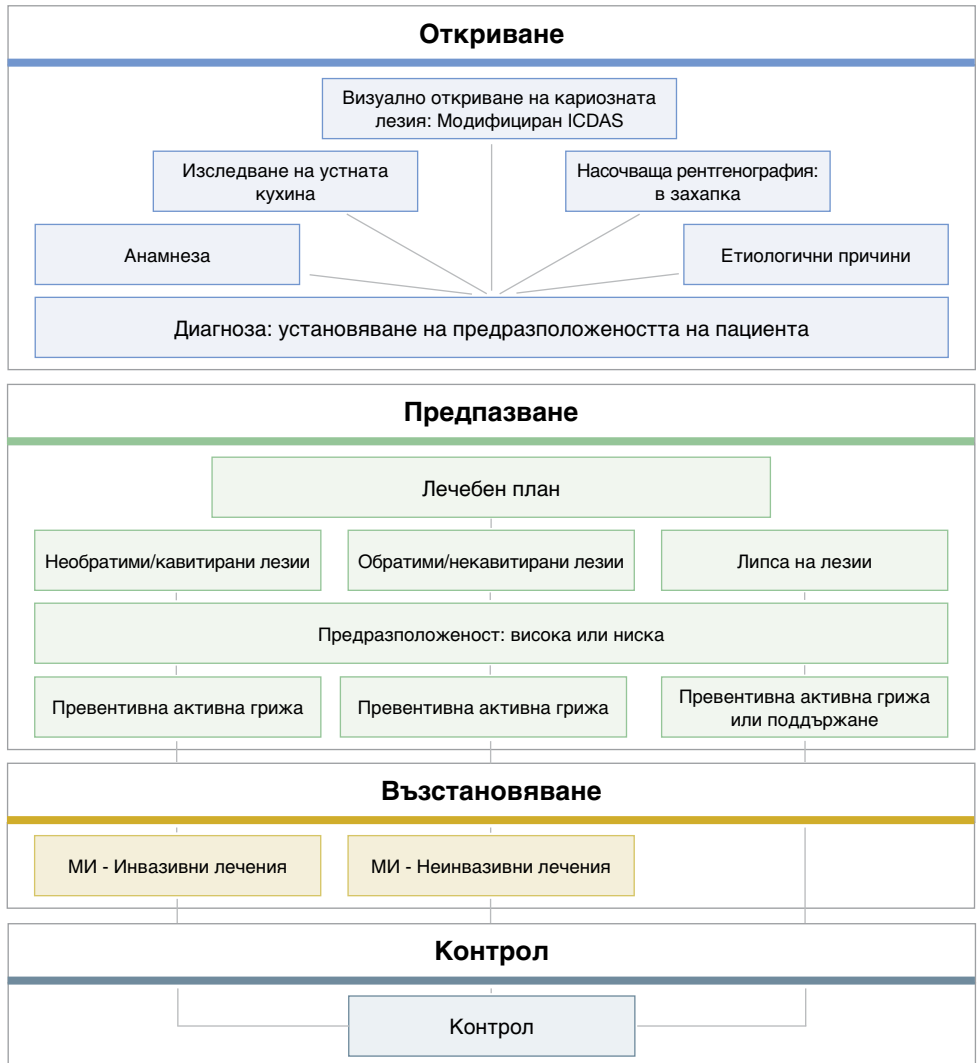 Откриване
Визуално откриване на кариозната
лезия: Модифициран ICDAS
Изследване на устната
кухина
Насочваща рентгенография:
в захапка
Анамнеза
Етиологични причини
Диагноза: установяване на предразположеността на пациента
Предпазване
Лечебен план
Необратими/кавитирани лезии
Обратими/некавитирани лезии
Липса на лезии
Предразположеност: висока или ниска
Превентивна активна грижа
Превентивна активна грижа
Превентивна активна грижа
или поддържане
Възстановяване
МИ - Инвазивни лечения
МИ - Неинвазивни лечения
Контрол
Контрол